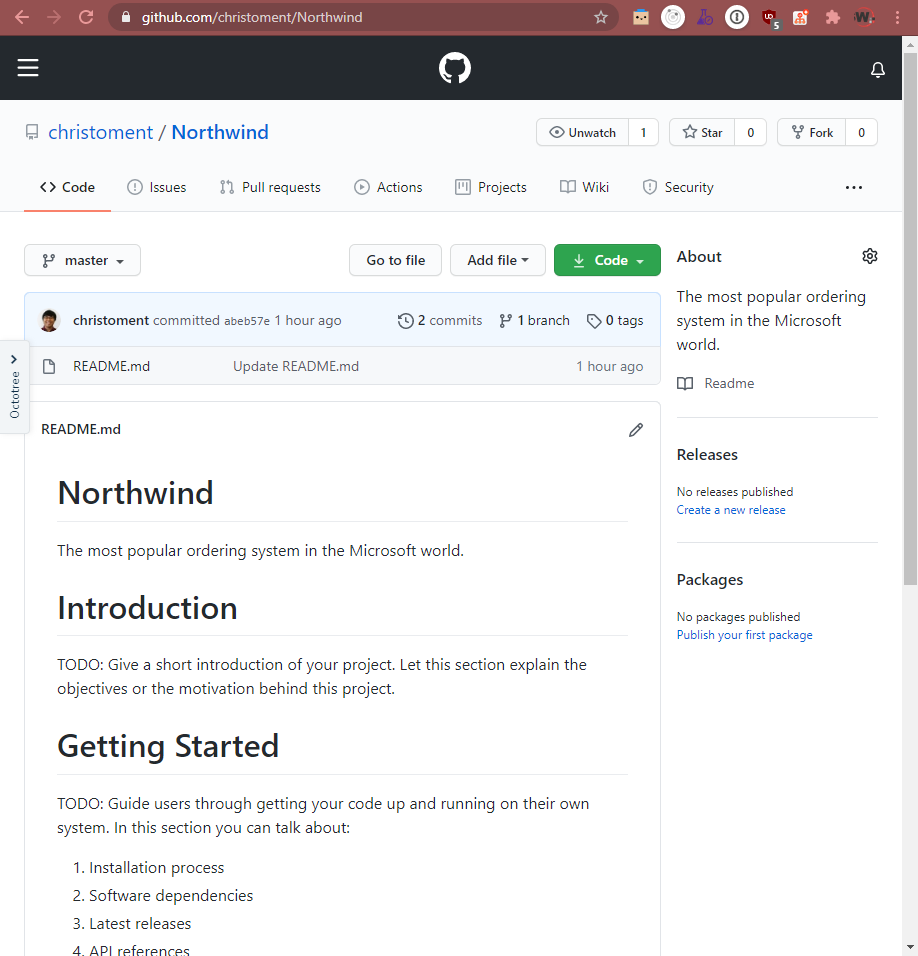 github.com/christoment/Northwind
UD 5
W.
christoment / Northwind
Unwatch 1
Star 0
Fork 0
Code
Issues
Pull requests
Actions
Projects
Wiki
Security
master
Go to file
Add file
Code
christoment committed abeb57e 1 hour ago
2 commits
1 branch
0 tags
README.md
Update README.md
1 hour ago
Octotree
README.md
Northwind
The most popular ordering system in the Microsoft world.
Introduction
TODO: Give a short introduction of your project. Let this section explain the
objectives or the motivation behind this project.
Getting Started
TODO: Guide users through getting your code up and running on their own
system. In this section you can talk about:
1. Installation process
2. Software dependencies
3. Latest releases
4. API references
About
The most popular ordering
system in the Microsoft
world.
Readme
Releases
No releases published
Create a new release
Packages
No packages published
Publish your first package